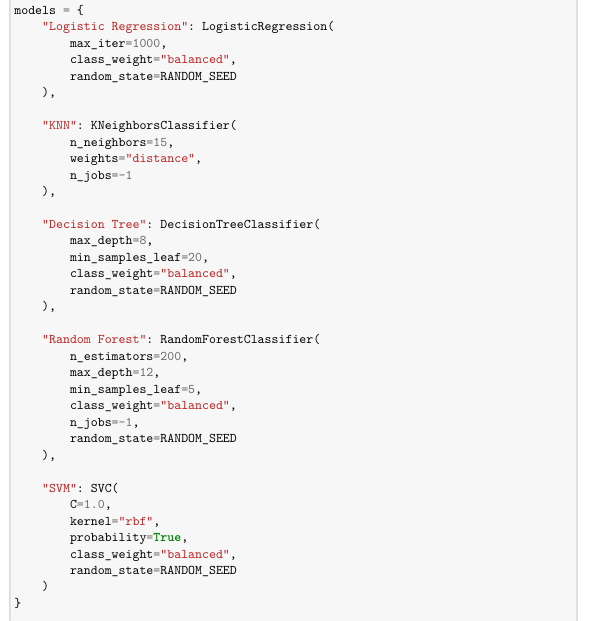 models = {
    "Logistic Regression": LogisticRegression(
        max_iter=1000,
        class_weight="balanced",
        random_state=RANDOM_SEED
    ),

    "KNN": KNeighborsClassifier(
        n_neighbors=15,
        weights="distance",
        n_jobs=-1
    ),

    "Decision Tree": DecisionTreeClassifier(
        max_depth=8,
        min_samples_leaf=20,
        class_weight="balanced",
        random_state=RANDOM_SEED
    ),

    "Random Forest": RandomForestClassifier(
        n_estimators=200,
        max_depth=12,
        min_samples_leaf=5,
        class_weight="balanced",
        n_jobs=-1,
        random_state=RANDOM_SEED
    ),

    "SVM": SVC(
        C=1.0,
        kernel="rbf",
        probability=True,
        class_weight="balanced",
        random_state=RANDOM_SEED
    )
}